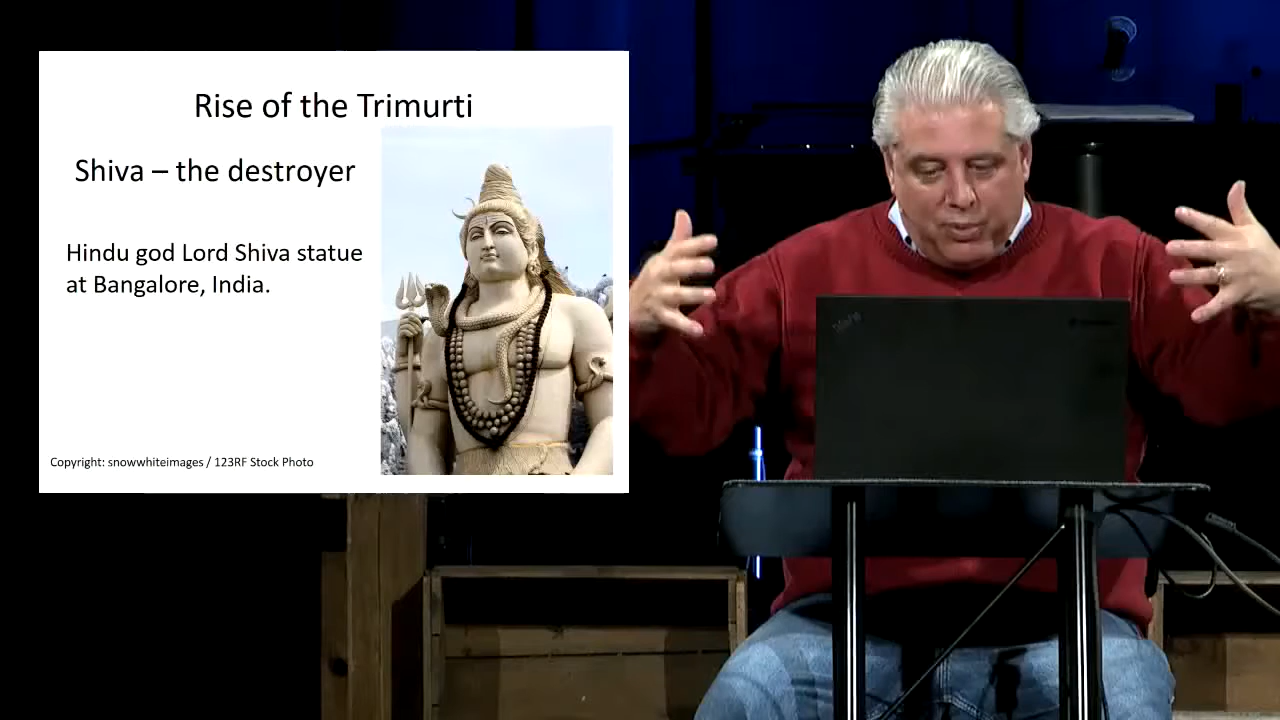 Rise of the Trimurti
Shiva – the destroyer
Hindu god Lord Shiva statue
at Bangalore, India.
Copyright: snowwhiteimages / 123RF Stock Photo